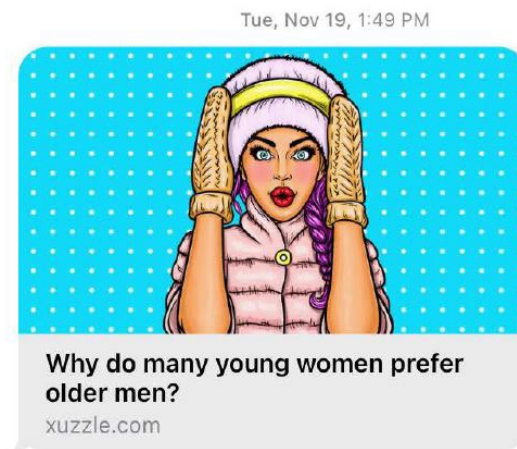 Tue, Nov 19, 1:49 PM
Why do many young women prefer
older men?
xuzzle.com